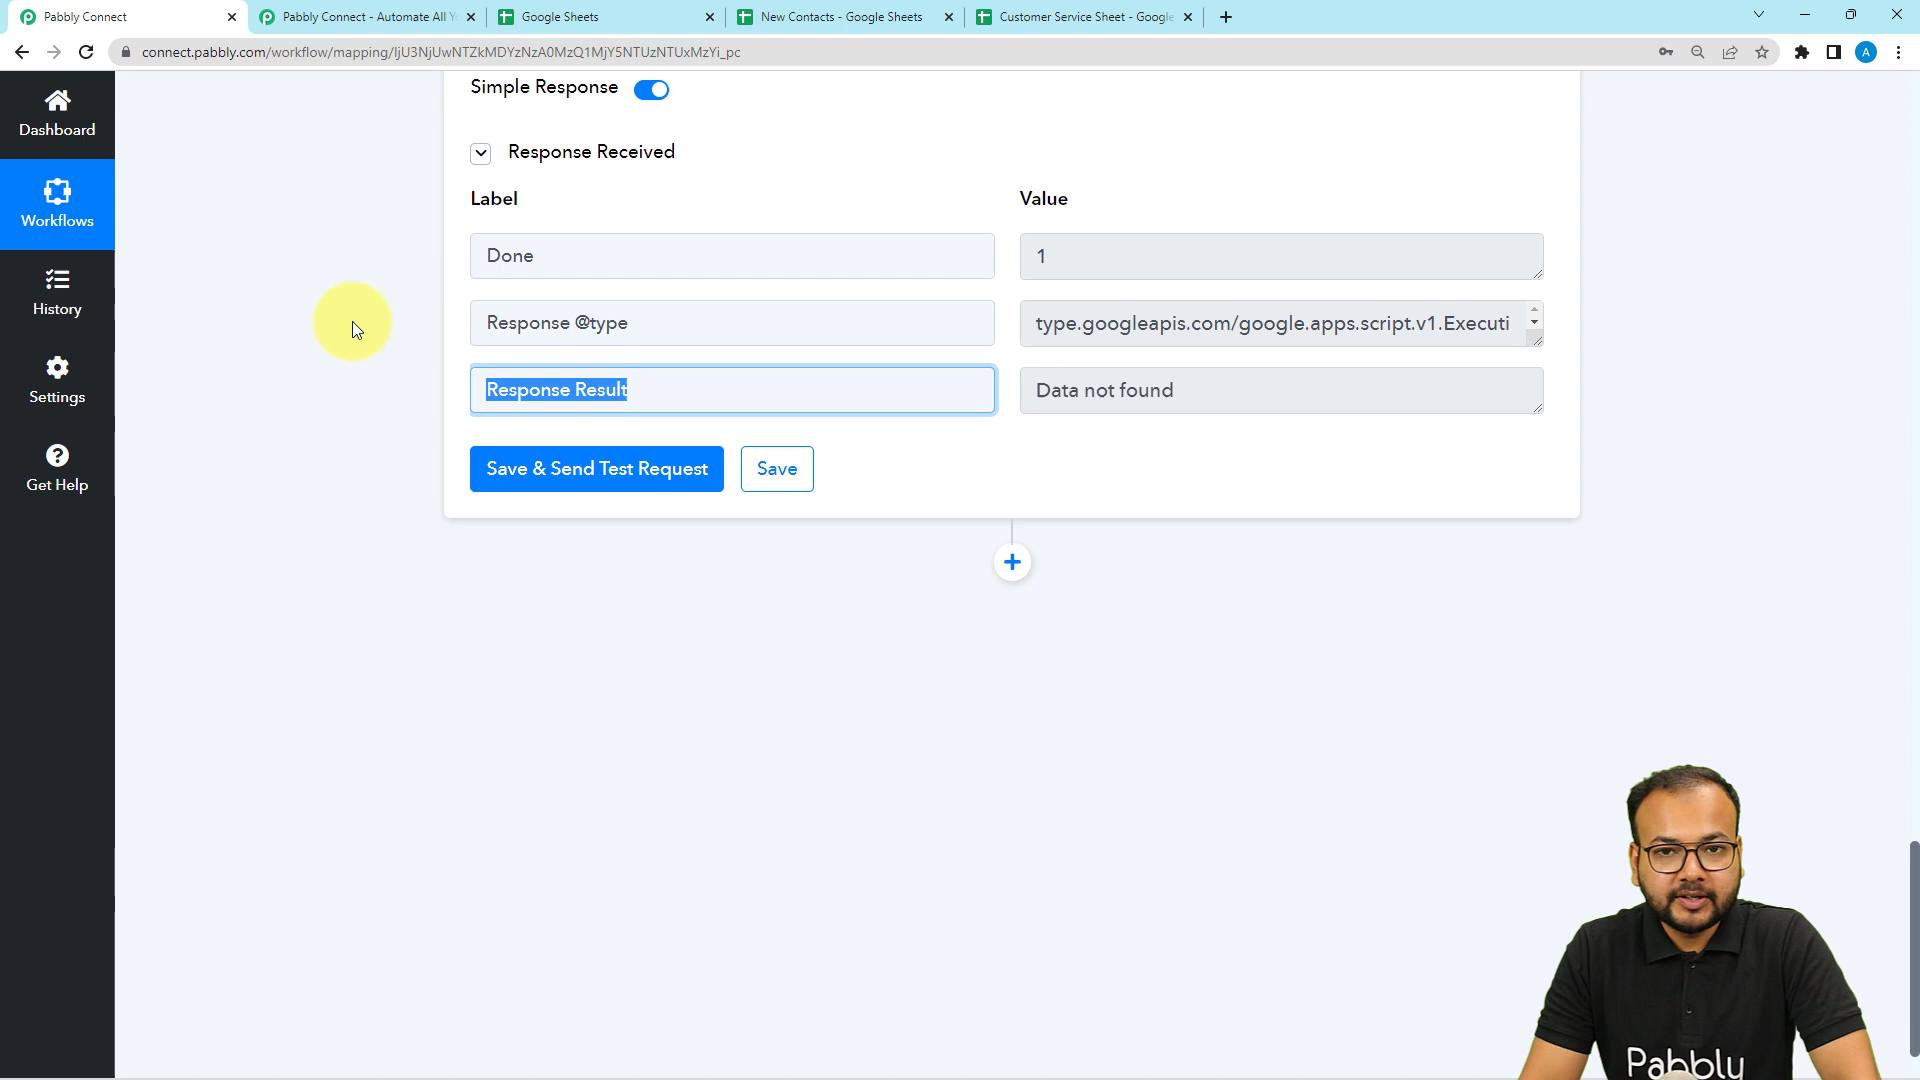 Pabbly Connect
Pabbly Connect - Automate All Y
Google Sheets
New Contacts - Google Sheets
Customer Service Sheet - Google
connect.pabbly.com/workflow/mapping/IjU3NjUwNTZkMDYzNzA0MzQ1MjY5NTUzNTUxMzYi_pc
A
Dashboard
Workflows
History
Settings
Get Help
Simple Response
Response Received
Label
Value
Done
1
Response @type
type.googleapis.com/google.apps.script.v1.Executi
Response Result
Data not found
Save & Send Test Request
Save
Pabbly